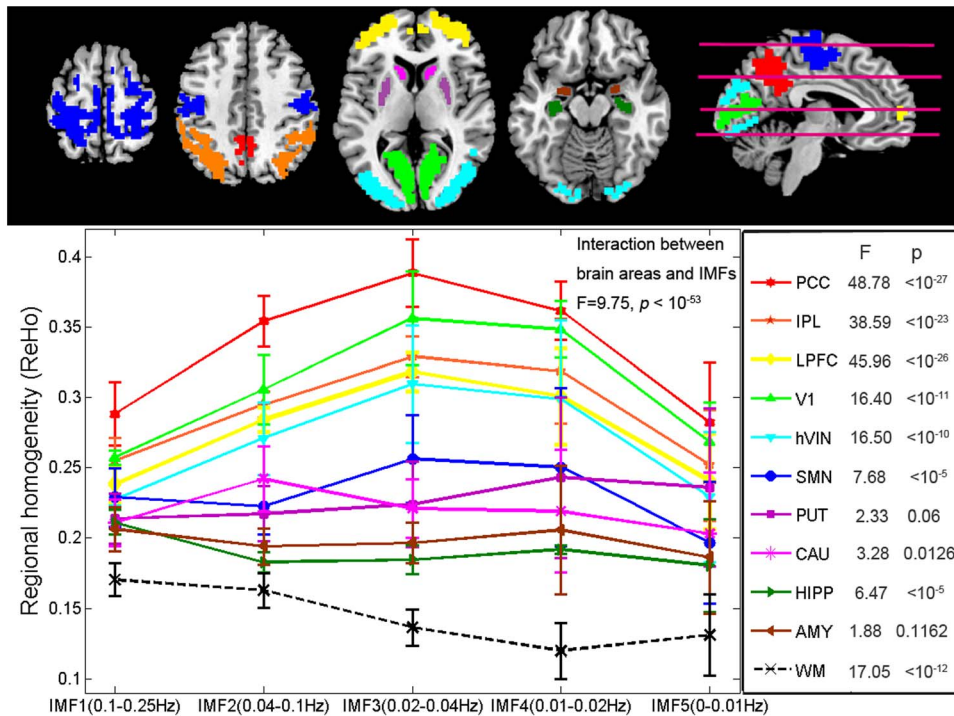 Interaction between
brain areas and IMFs
F=9.75, p < 10^-53
Regional homogeneity (ReHo)
0.4
0.35
0.3
0.25
0.2
0.15
0.1
IMF1(0.1-0.25Hz) IMF2(0.04-0.1Hz) IMF3(0.02-0.04Hz) IMF4(0.01-0.02Hz) IMF5(0-0.01Hz)
F p
PCC 48.78 <10^-27
IPL 38.59 <10^-23
LPFC 45.96 <10^-26
V1 16.40 <10^-11
hVIN 16.50 <10^-10
SMN 7.68 <10^-5
PUT 2.33 0.06
CAU 3.28 0.0126
HIPP 6.47 <10^-5
AMY 1.88 0.1162
WM 17.05 <10^-12